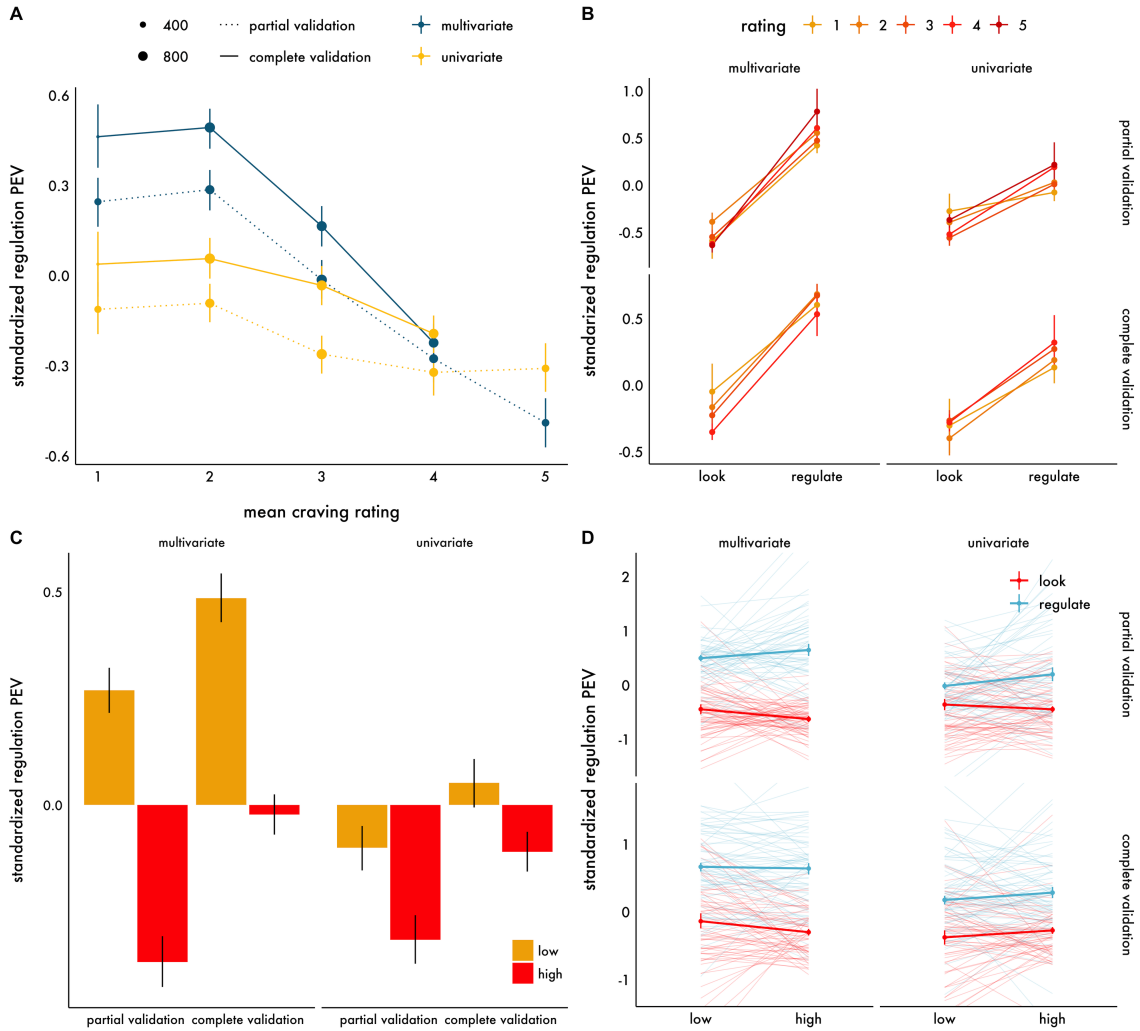 A
400
partial validation
multivariate
800
complete validation
univariate
standardized regulation PEV
0.6
0.3
0.0
-0.3
-0.6
1 2 3 4 5
mean craving rating
B
rating 1 2 3 4 5
multivariate univariate
standardized regulation PEV
1.0
0.5
0.0
-0.5
partial validation
0.5
0.0
-0.5
complete validation
look regulate look regulate
C
multivariate univariate
standardized regulation PEV
0.5
0.0
low
high
partial validation complete validation partial validation complete validation
D
multivariate univariate
look
regulate
standardized regulation PEV
2
1
0
-1
partial validation
1
0
-1
complete validation
low high low high